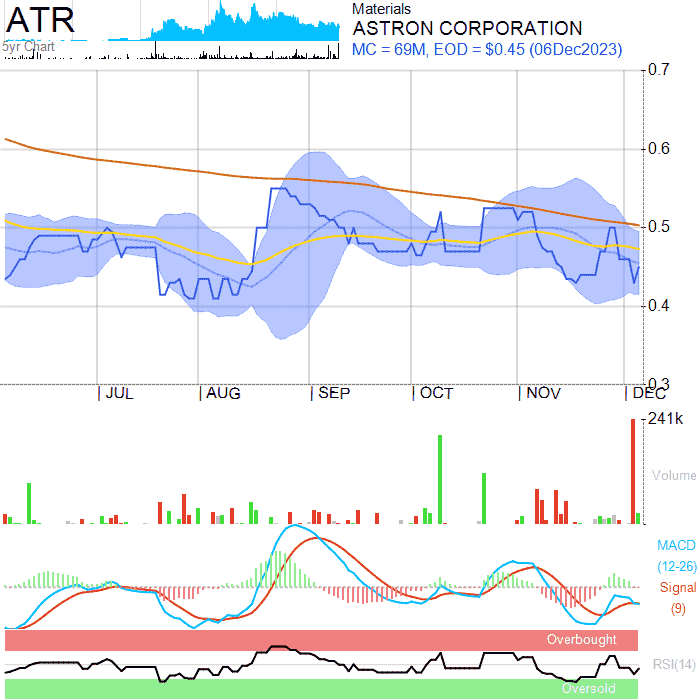 ATR
5yr Chart
Materials
ASTRON CORPORATION
MC = 69M, EOD = $0.45 (06Dec2023)
0.7
0.6
0.5
0.4
0.3
JUL
AUG
SEP
OCT
NOV
DEC
241k
Volume
MACD
(12-26)
Signal
(9)
Overbought
RSI(14)
Oversold